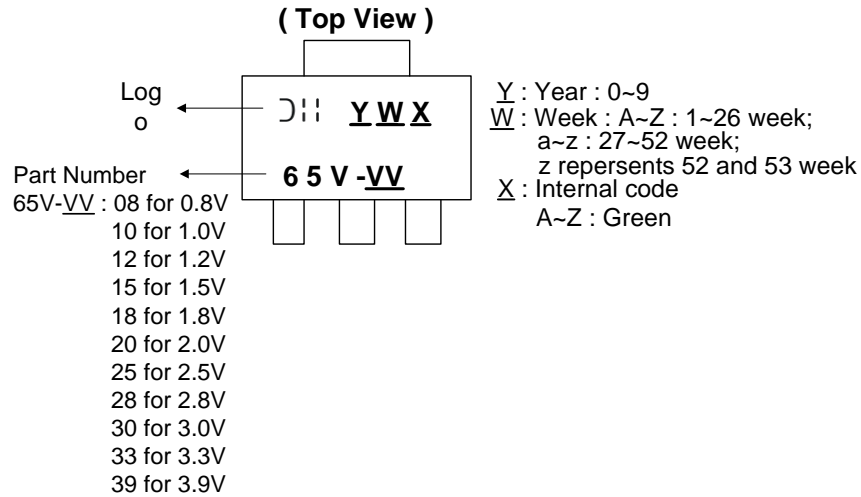 ( Top View )
Log
o
Y W X
6 5 V -VV
Y : Year : 0~9
W : Week : A~Z : 1~26 week;
a~z : 27~52 week;
z repersents 52 and 53 week
X : Internal code
A~Z : Green
Part Number
65V-VV : 08 for 0.8V
10 for 1.0V
12 for 1.2V
15 for 1.5V
18 for 1.8V
20 for 2.0V
25 for 2.5V
28 for 2.8V
30 for 3.0V
33 for 3.3V
39 for 3.9V